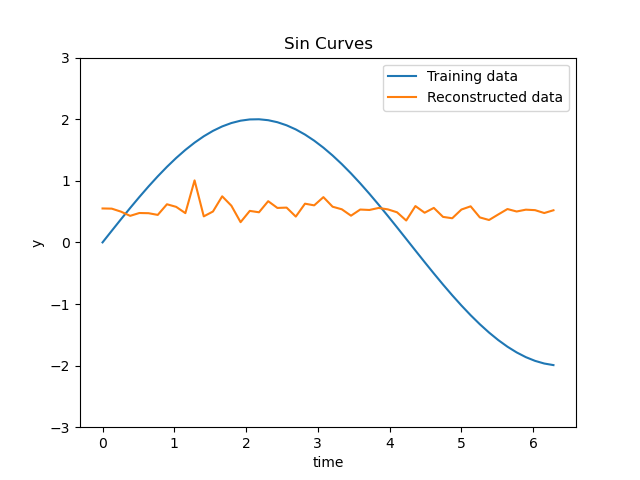 Sin Curves
Training data
Reconstructed data
3
2
1
0
−1
−2
−3
y
0 1 2 3 4 5 6
time